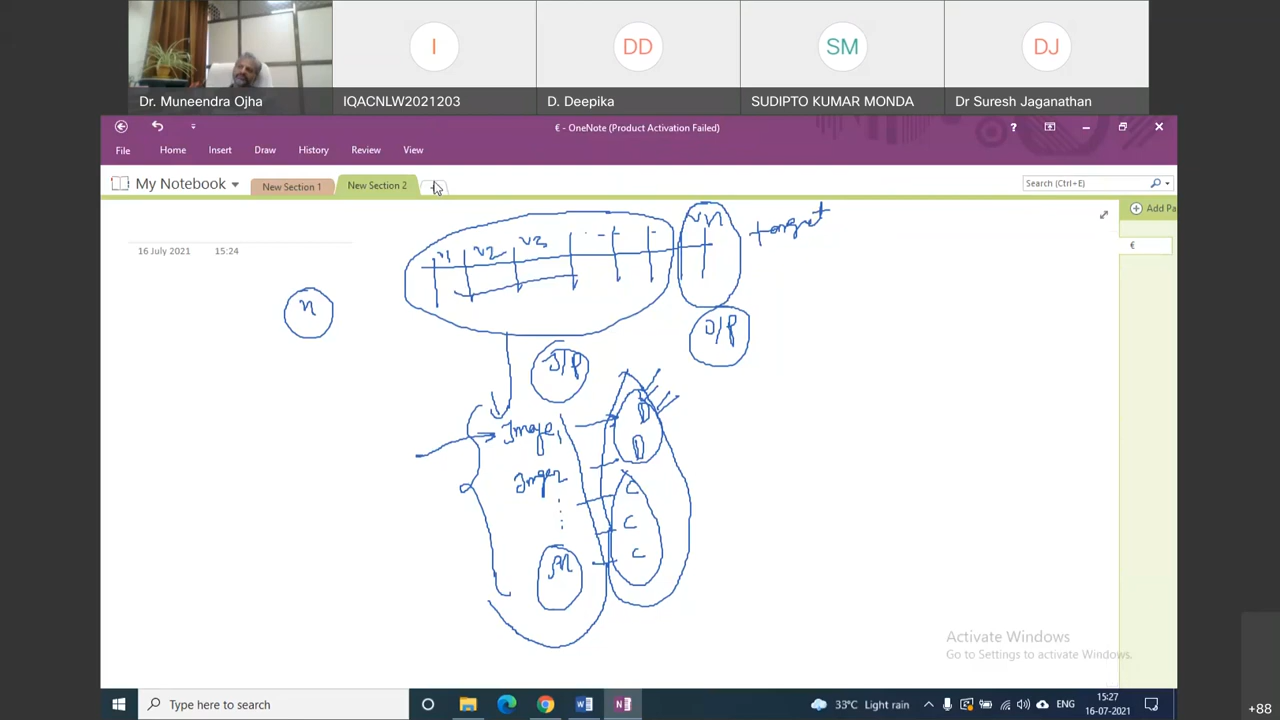 I DD SM DJ
Dr. Muneendra Ojha IQACNLW2021203 D. Deepika SUDIPTO KUMAR MONDA Dr Suresh Jaganathan
€ - OneNote (Product Activation Failed) ?
File Home Insert Draw History Review View
My Notebook New Section 1 New Section 2 + Search (Ctrl+E)
Add Pa
16 July 2021 15:24
€
v1 v2 v3 vn target
n
I/P O/P
Image1 D
D
Image2 C
C
C
M
Activate Windows
Go to Settings to activate Windows.
Type here to search 33°C Light rain ENG 15:27
16-07-2021
+88